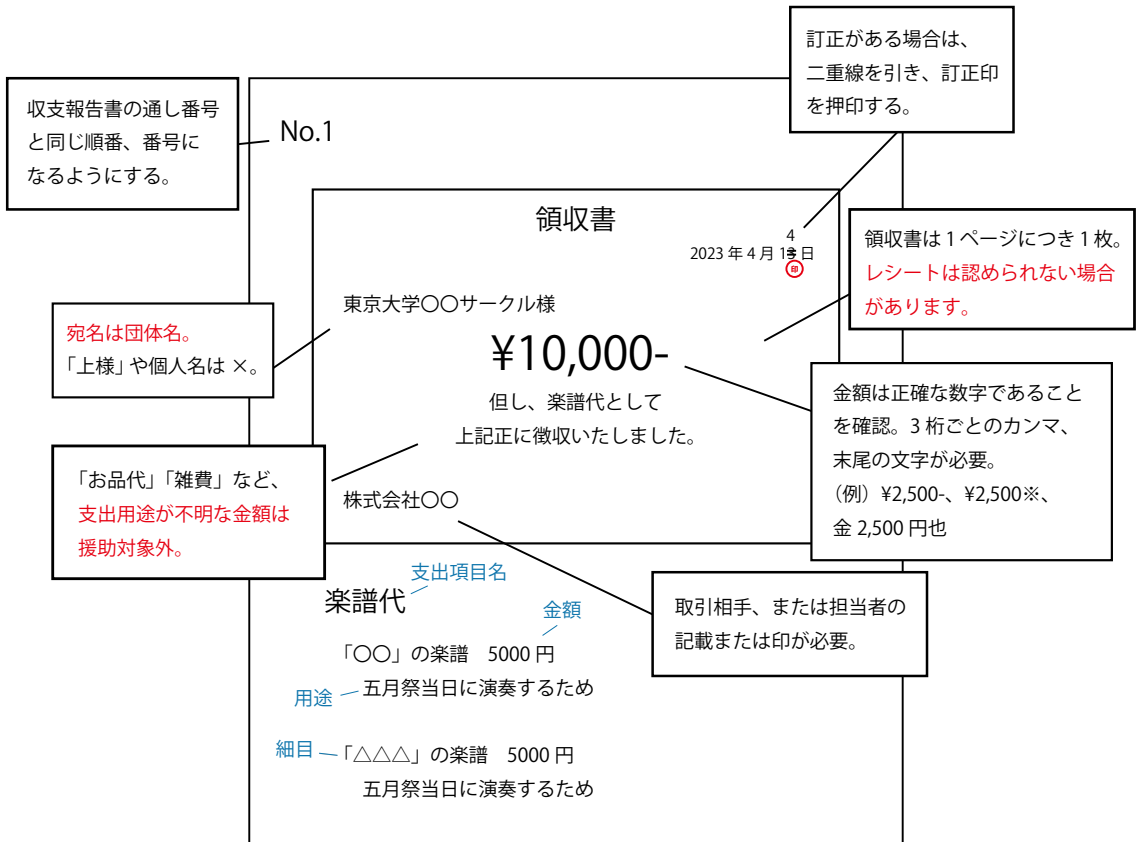 訂正がある場合は、
二重線を引き、訂正印
を押印する。
収支報告書の通し番号
と同じ順番、番号に
なるようにする。
No.1
領収書
4
2023 年 4 月 13 日
印
領収書は 1 ページにつき 1 枚。
レシートは認められない場合
があります。
東京大学〇〇サークル様
宛名は団体名。
「上様」や個人名は ×。
¥10,000-
但し、楽譜代として
上記正に徴収いたしました。
金額は正確な数字であること
を確認。3 桁ごとのカンマ、
末尾の文字が必要。
（例）¥2,500-、¥2,500※、
金 2,500 円也
「お品代」「雑費」など、
支出用途が不明な金額は
援助対象外。
株式会社〇〇
支出項目名
楽譜代
金額
取引相手、または担当者の
記載または印が必要。
「〇〇」の楽譜　5000 円
用途
五月祭当日に演奏するため
細目
「△△△」の楽譜　5000 円
五月祭当日に演奏するため